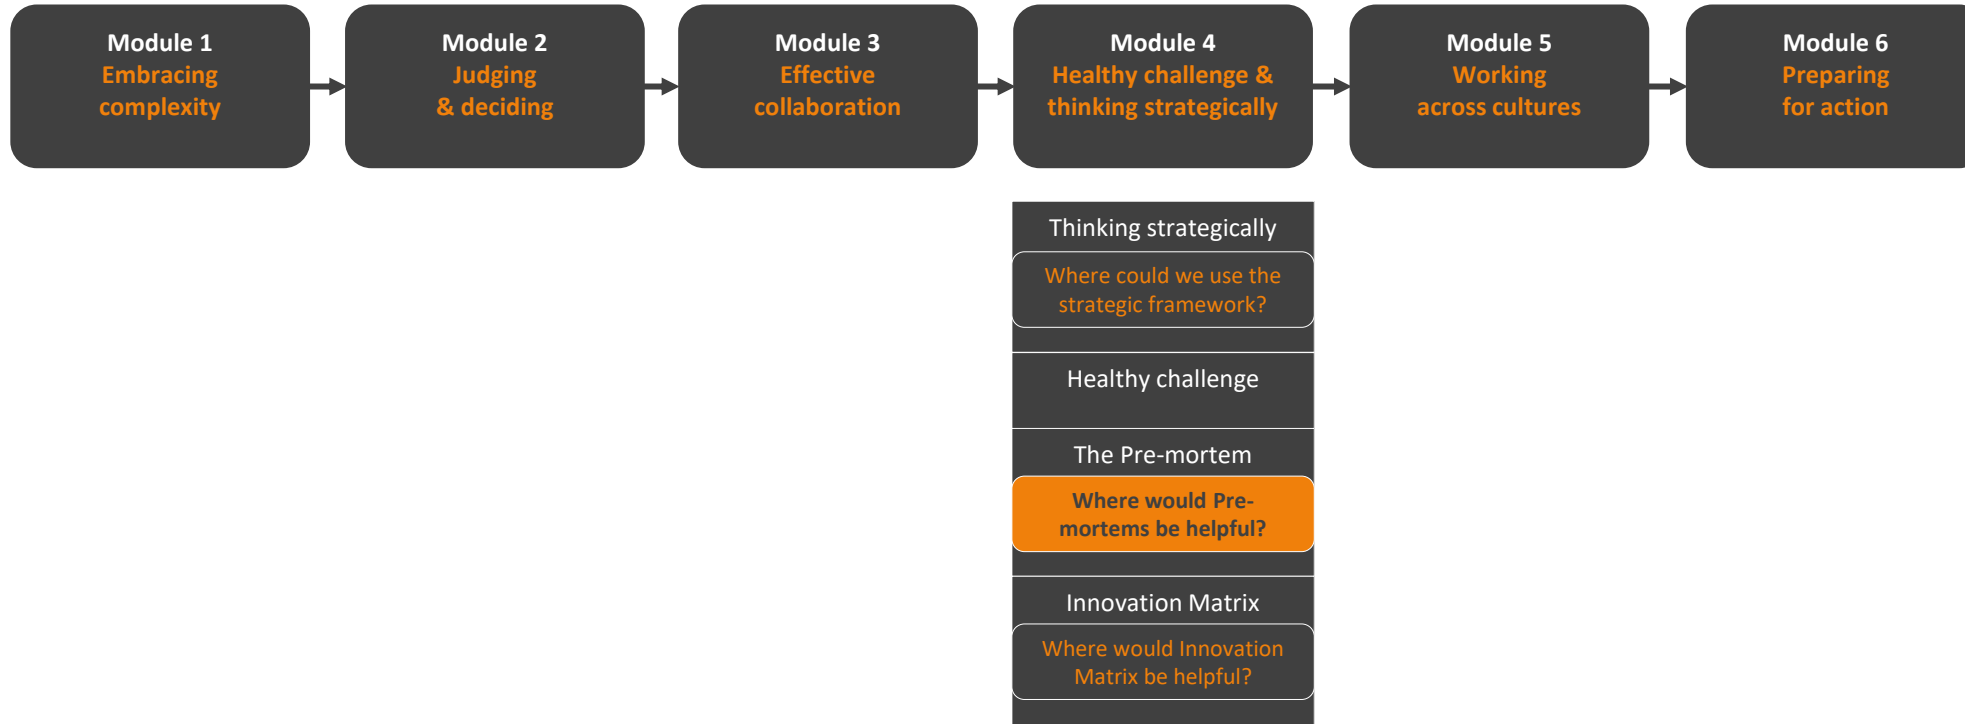 Module 1
Embracing
complexity
Module 2
Judging
& deciding
Module 3
Effective
collaboration
Module 4
Healthy challenge &
thinking strategically
Module 5
Working
across cultures
Module 6
Preparing
for action
Thinking strategically
Where could we use the
strategic framework?
Healthy challenge
The Pre-mortem
Where would Pre-
mortems be helpful?
Innovation Matrix
Where would Innovation
Matrix be helpful?